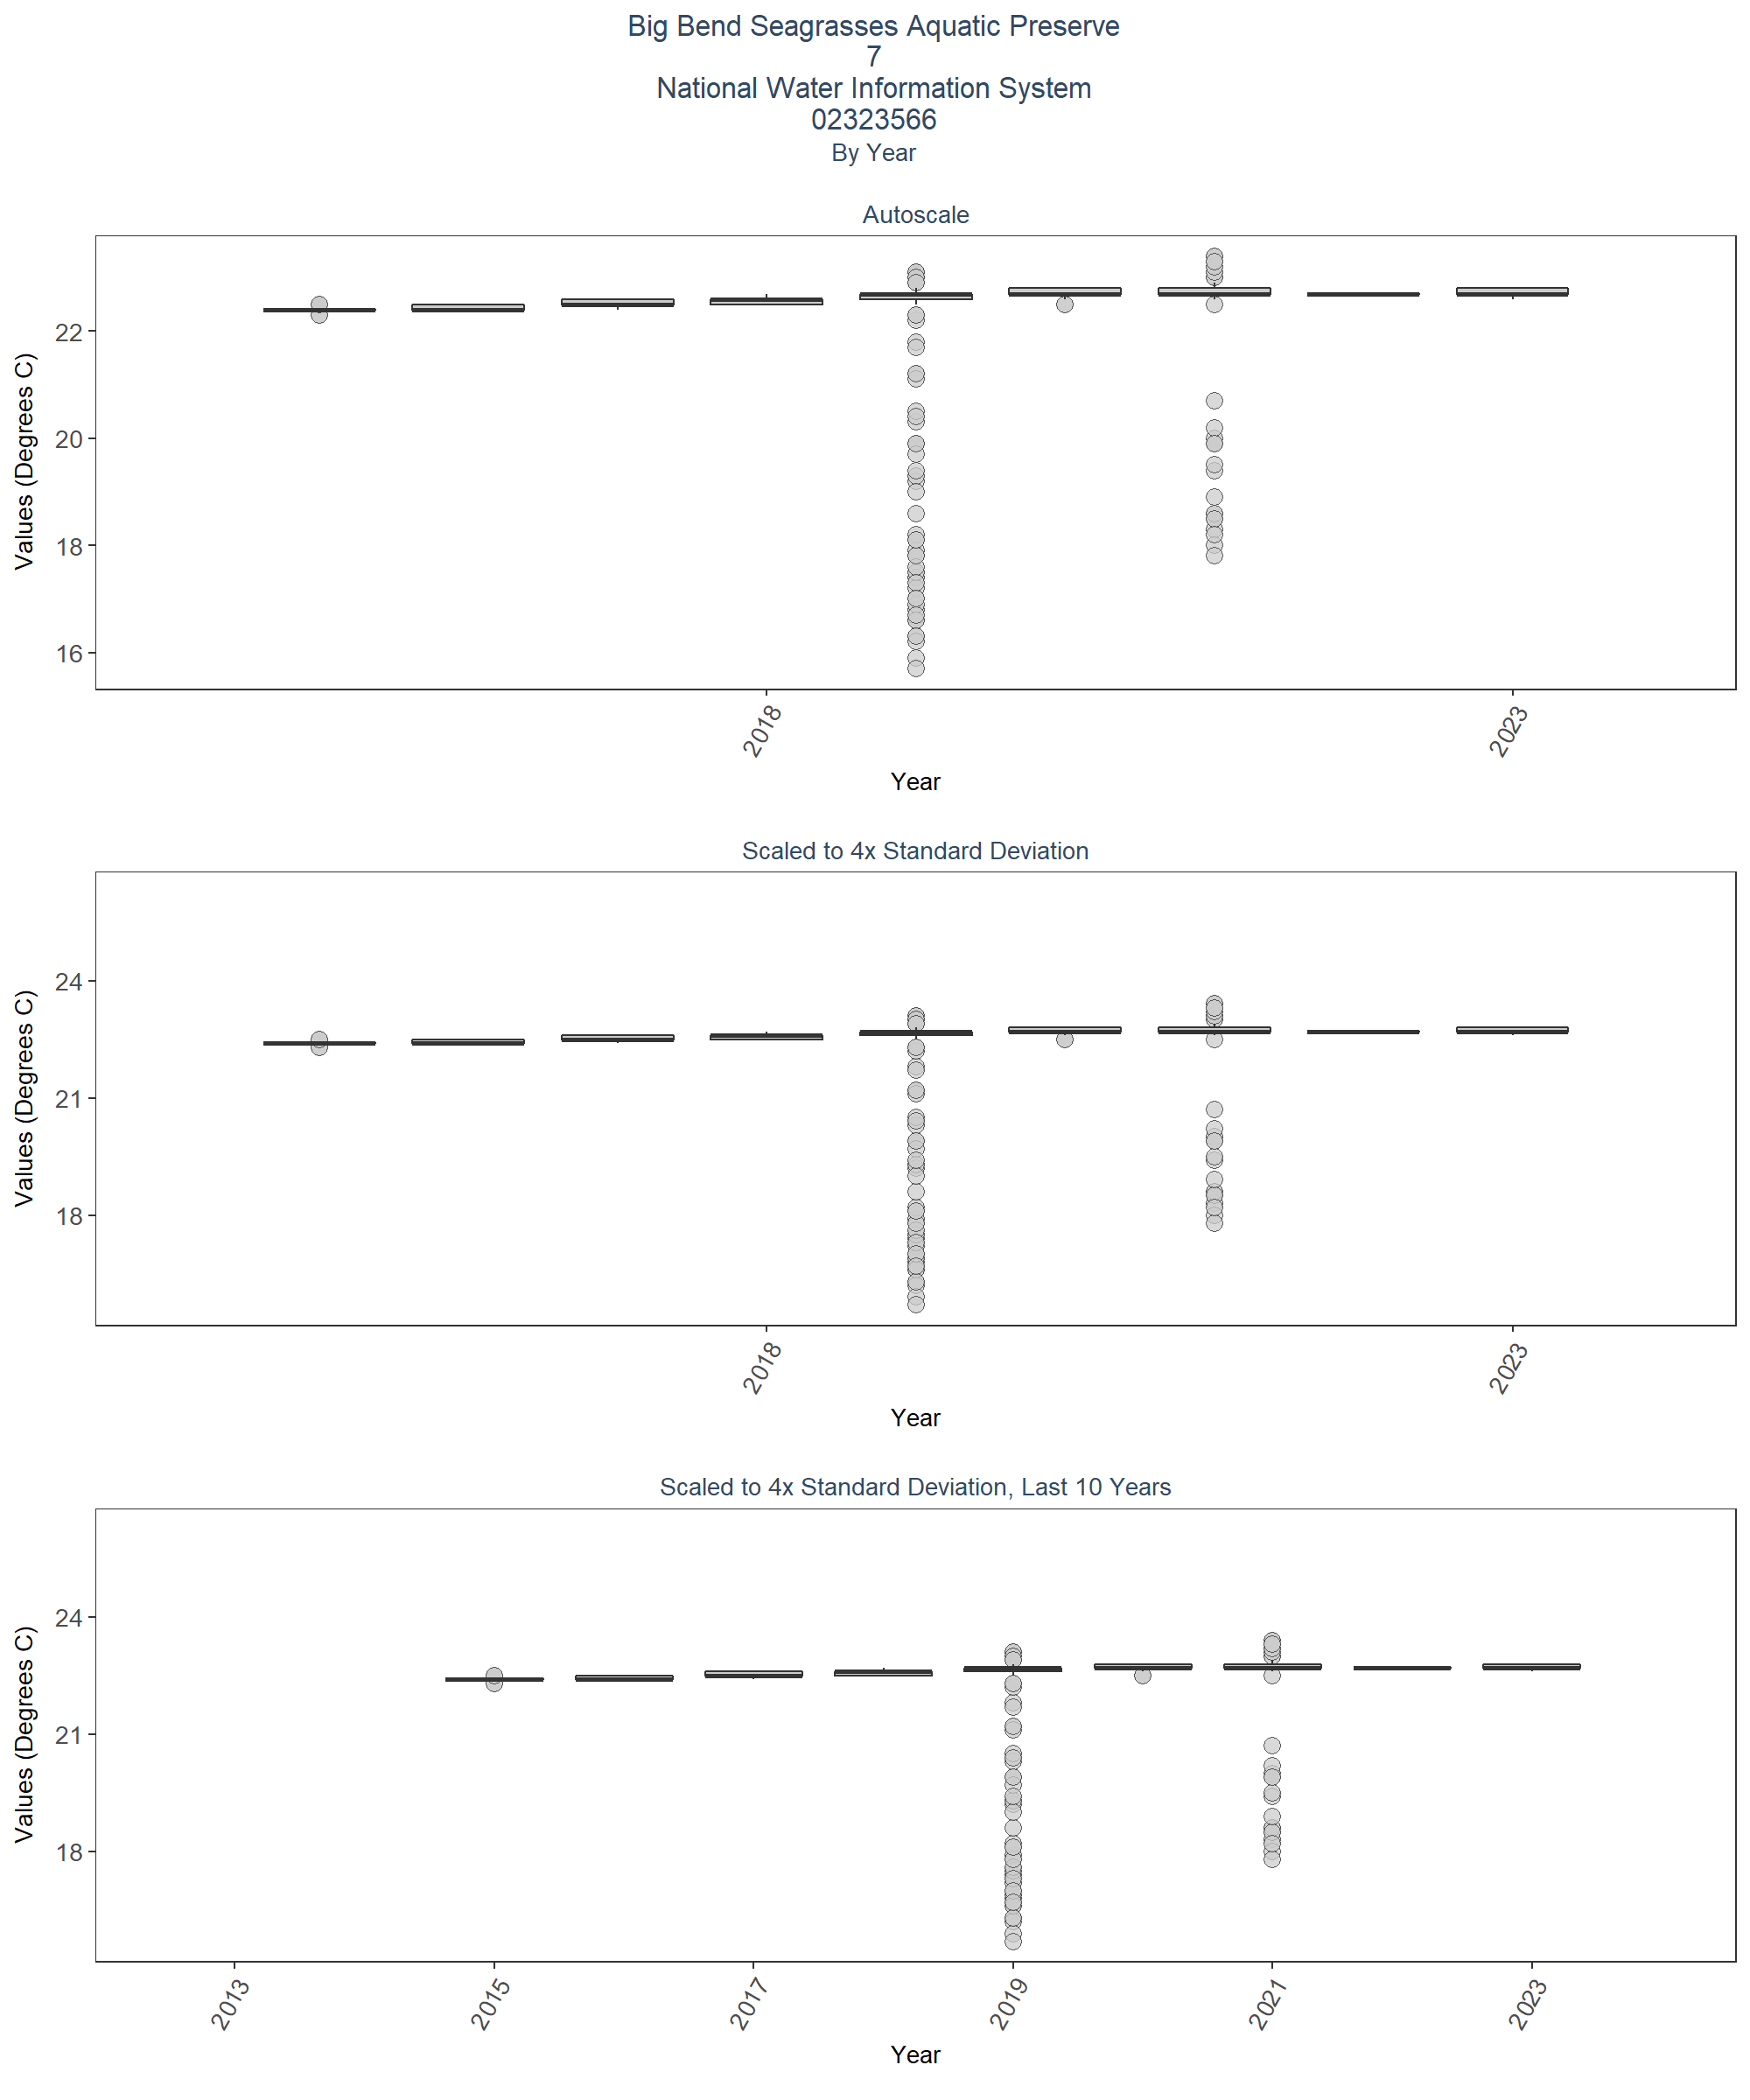 Big Bend Seagrasses Aquatic Preserve
7
National Water Information System
02323566
By Year
Autoscale
Values (Degrees C)
22
20
18
16
2018
2023
Year
Scaled to 4x Standard Deviation
Values (Degrees C)
24
21
18
2018
2023
Year
Scaled to 4x Standard Deviation, Last 10 Years
Values (Degrees C)
24
21
18
2013
2015
2017
2019
2021
2023
Year